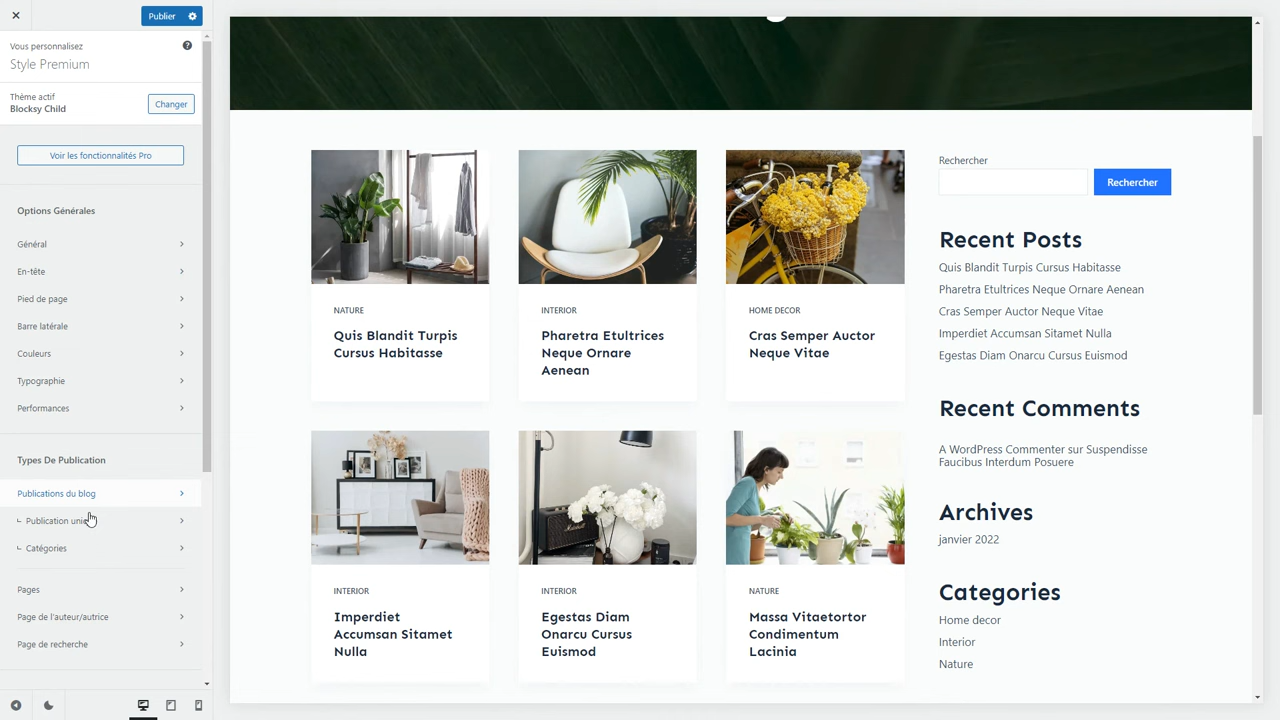 Publier
Vous personnalisez
Style Premium
Thème actif
Blocksy Child
Changer
Voir les fonctionnalités Pro
Options Générales
Général
En-tête
Pied de page
Barre latérale
Couleurs
Typographie
Performances
Types De Publication
Publications du blog
Publication
Catégories
Pages
Page de l'auteur/autrice
Page de recherche
NATURE
Quis Blandit Turpis
Cursus Habitasse
INTERIOR
Pharetra Etultrices
Neque Ornare
Aenean
HOME DECOR
Cras Semper Auctor
Neque Vitae
INTERIOR
Imperdiet
Accumsan Sitamet
Nulla
INTERIOR
Egestas Diam
Onarcu Cursus
Euismod
NATURE
Massa Vitaetortor
Condimentum
Lacinia
Rechercher
Rechercher
Recent Posts
Quis Blandit Turpis Cursus Habitasse
Pharetra Etultrices Neque Ornare Aenean
Cras Semper Auctor Neque Vitae
Imperdiet Accumsan Sitamet Nulla
Egestas Diam Onarcu Cursus Euismod
Recent Comments
A WordPress Commenter sur Suspendisse
Faucibus Interdum Posuere
Archives
janvier 2022
Categories
Home decor
Interior
Nature